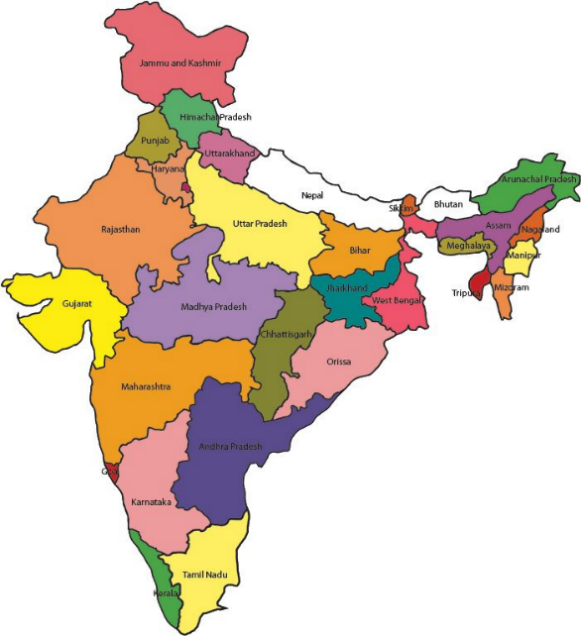 Jammu and Kashmir
Himachal Pradesh
Punjab
Uttarakhand
Haryana
Nepal
Arunachal Pradesh
Sikkim
Bhutan
Rajasthan
Uttar Pradesh
Assam
Nagaland
Bihar
Meghalaya
Manipur
Jharkhand
Tripura
Mizoram
Gujarat
Madhya Pradesh
West Bengal
Chhattisgarh
Orissa
Maharashtra
Andhra Pradesh
Goa
Karnataka
Tamil Nadu
Kerala